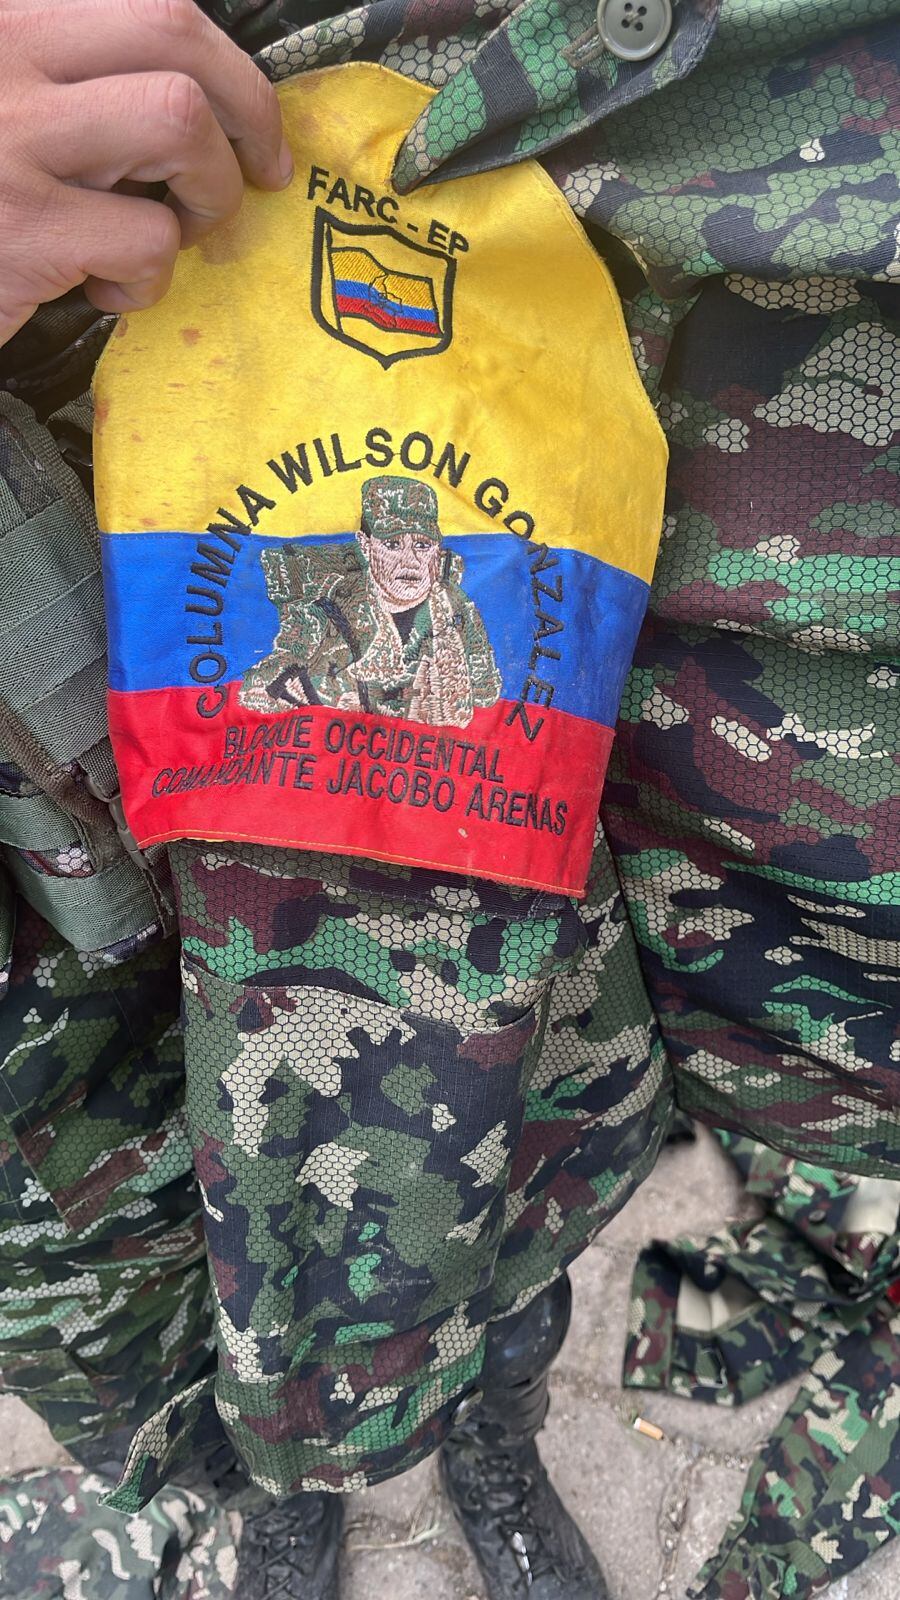 FARC - EP
COLUMNA WILSON GONZALEZ
BLOQUE OCCIDENTAL
COMANDANTE JACOBO ARENAS